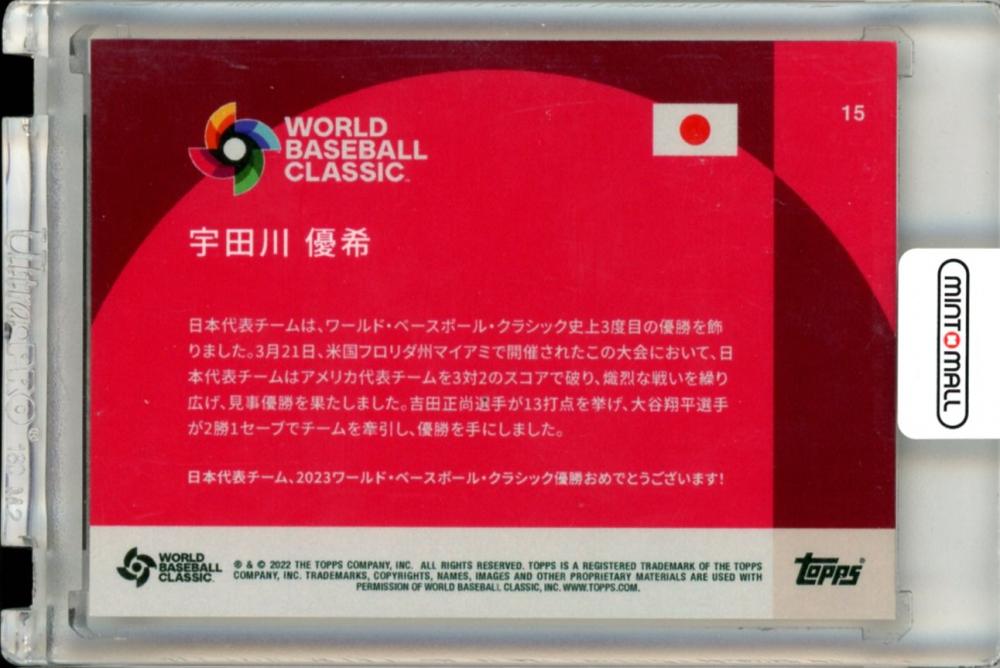 15
WORLD
BASEBALL
CLASSIC™
宇田川 優希
日本代表チームは、ワールド・ベースボール・クラシック史上3度目の優勝を飾
りました。3月21日、米国フロリダ州マイアミで開催されたこの大会において、日
本代表チームはアメリカ代表チームを3対2のスコアで破り、熾烈な戦いを繰り
広げ、見事優勝を果たしました。吉田正尚選手が13打点を挙げ、大谷翔平選手
が2勝1セーブでチームを牽引し、優勝を手にしました。
日本代表チーム、2023ワールド・ベースボール・クラシック優勝おめでとうございます!
WORLD
BASEBALL
CLASSIC
® & © 2022 THE TOPPS COMPANY, INC. ALL RIGHTS RESERVED. TOPPS IS A REGISTERED TRADEMARK OF THE TOPPS
COMPANY, INC. TRADEMARKS, COPYRIGHTS, NAMES, IMAGES AND OTHER PROPRIETARY MATERIALS ARE USED WITH
PERMISSION OF WORLD BASEBALL CLASSIC, INC. WWW.TOPPS.COM.
topps®
MINTOMALL
Ultra PRO®